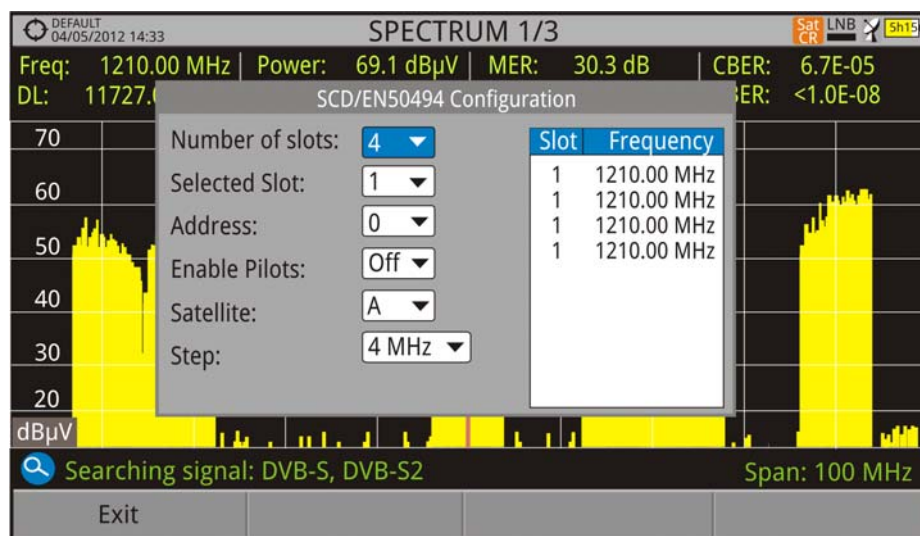 DEFAULT
04/05/2012 14:33
SPECTRUM 1/3
Sat CR
LNB
5h15
Freq: 1210.00 MHz
Power: 69.1 dBµV
MER: 30.3 dB
CBER: 6.7E-05
DL: 11727.
BER: <1.0E-08
SCD/EN50494 Configuration
Number of slots: 4
Selected Slot: 1
Address: 0
Enable Pilots: Off
Satellite: A
Step: 4 MHz
Slot Frequency
1 1210.00 MHz
1 1210.00 MHz
1 1210.00 MHz
1 1210.00 MHz
70
60
50
40
30
20
dBµV
Searching signal: DVB-S, DVB-S2
Span: 100 MHz
Exit